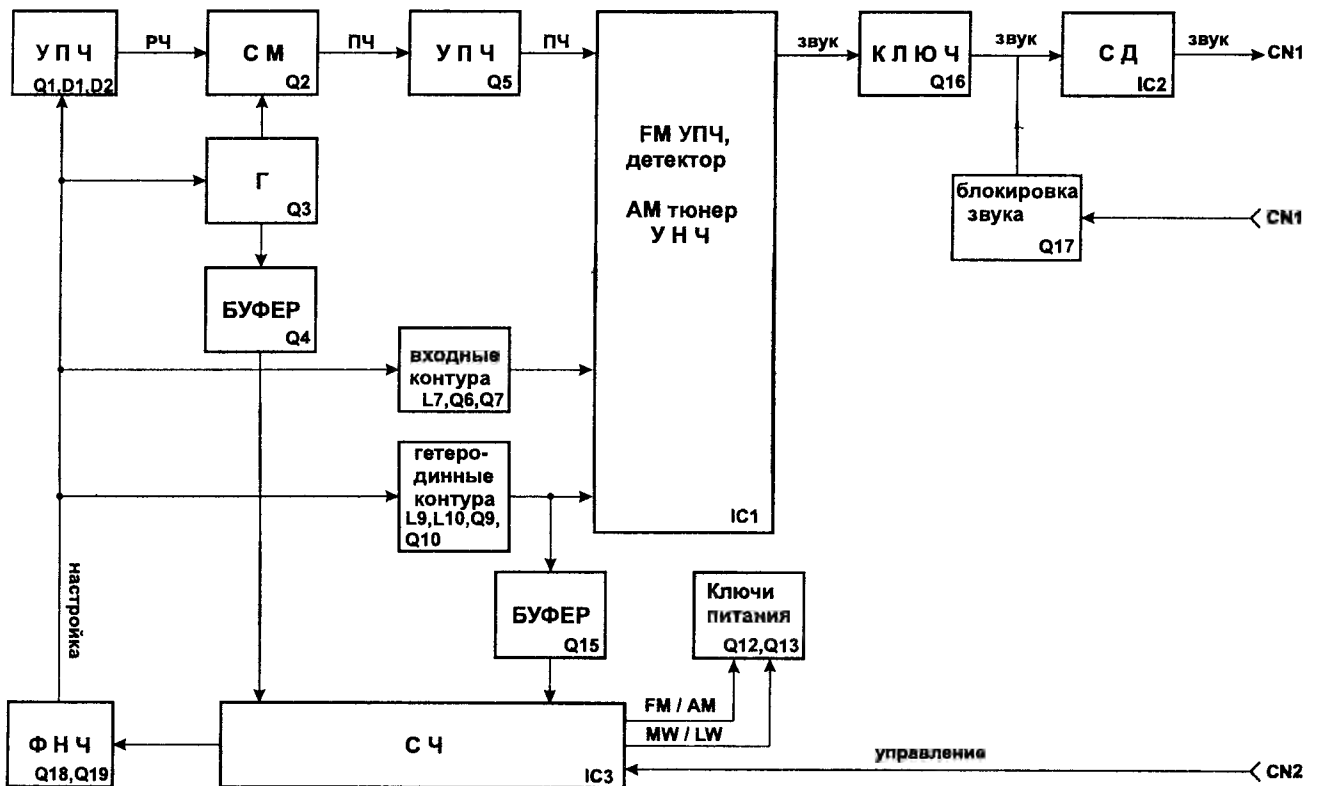 У П Ч
Q1,D1,D2
РЧ
С М
Q2
ПЧ
У П Ч
Q5
ПЧ
FM УПЧ,
детектор
АМ тюнер
У Н Ч
IC1
звук
К Л Ю Ч
Q16
звук
С Д
IC2
звук
CN1
Г
Q3
блокировка
звука
Q17
CN1
БУФЕР
Q4
входные
контура
L7,Q6,Q7
гетеро-
динные
контура
L9,L10,Q9,
Q10
настройка
БУФЕР
Q15
Ключи
питания
Q12,Q13
FM / AM
MW / LW
Ф Н Ч
Q18,Q19
С Ч
IC3
управление
CN2